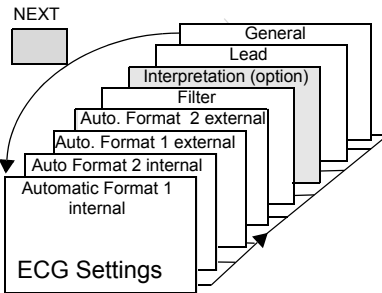 NEXT
General
Lead
Interpretation (option)
Filter
Auto. Format 2 external
Auto. Format 1 external
Auto Format 2 internal
Automatic Format 1
internal
ECG Settings